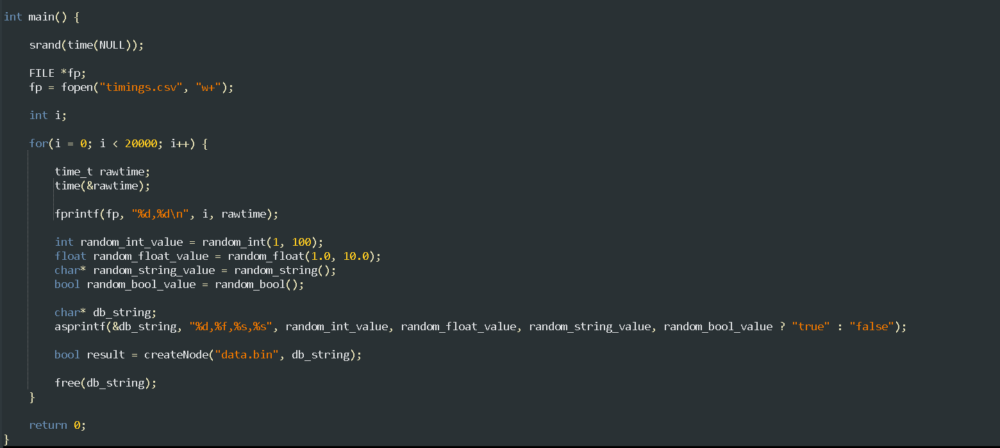 int main() {
srand(time(NULL));
FILE *fp;
fp = fopen("timings.csv", "w+");
int i;
for(i = 0; i < 20000; i++) {
time_t rawtime;
time(&rawtime);
fprintf(fp, "%d,%d\n", i, rawtime);
int random_int_value = random_int(1, 100);
float random_float_value = random_float(1.0, 10.0);
char* random_string_value = random_string();
bool random_bool_value = random_bool();
char* db_string;
asprintf(&db_string, "%d,%f,%s,%s", random_int_value, random_float_value, random_string_value, random_bool_value ? "true" : "false");
bool result = createNode("data.bin", db_string);
free(db_string);
}
return 0;
}